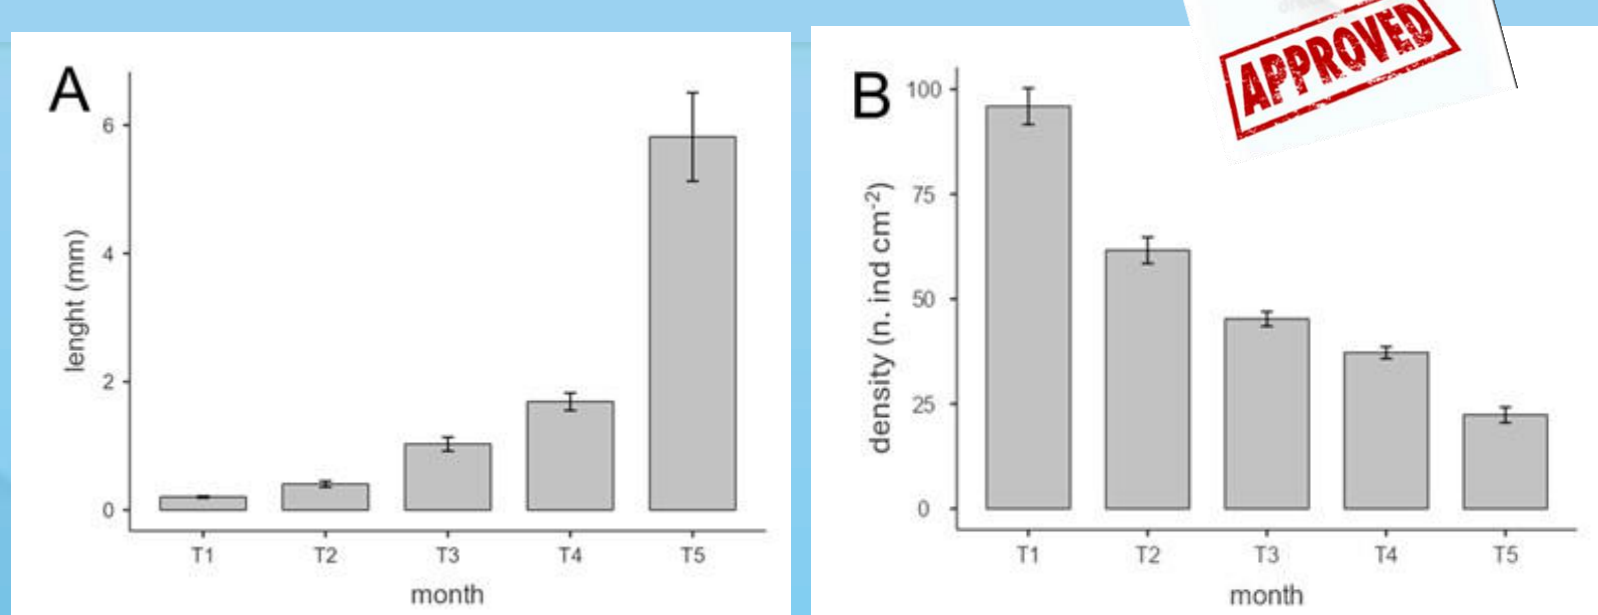 A
6
4
2
0
lenght (mm)
T1 T2 T3 T4 T5
month
B
100
75
50
25
0
density (n. ind cm-2)
T1 T2 T3 T4 T5
month
APPROVED